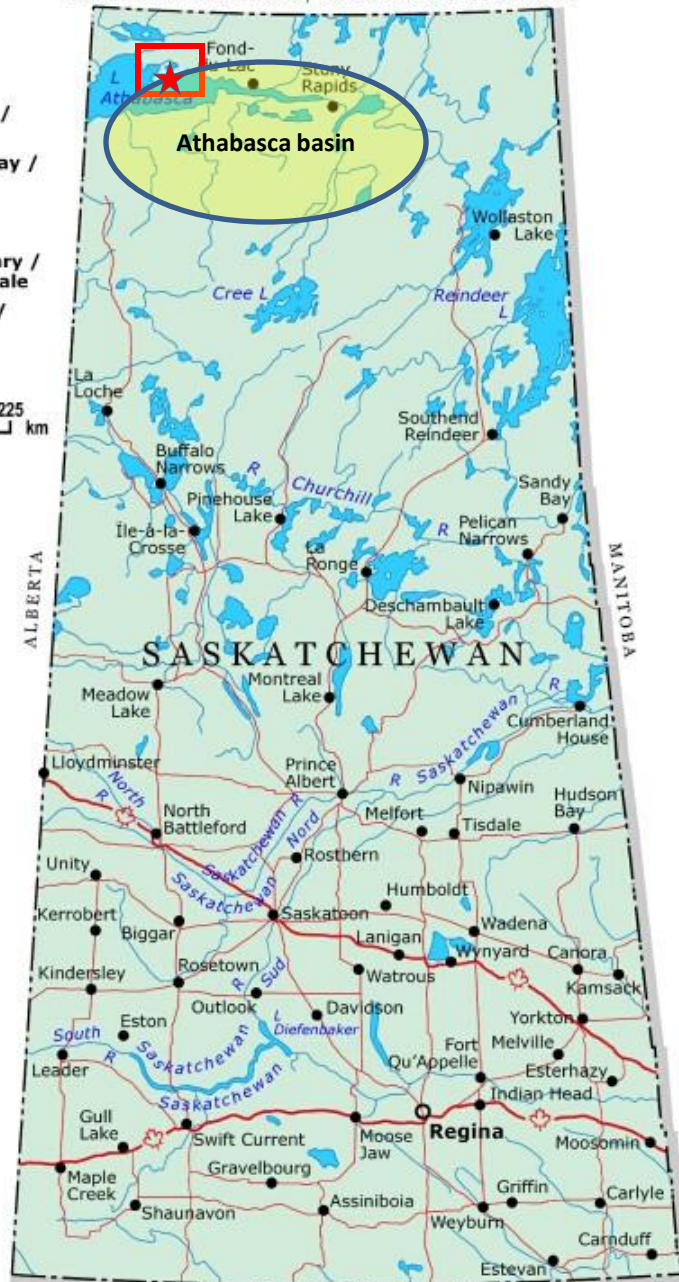 Fond-
du-Lac
Stony
Rapids
L
Athabasca
Athabasca basin
/
ay /
Wollaston
Lake
ary /
ale
/
Cree L
Reindeer
L
La
Loche
225
km
Southend
Reindeer
Buffalo
Narrows
R
Churchill
Sandy
Bay
Pinehouse
Lake
R
Pelican
Narrows
Île-à-la-
Crosse
La
Ronge
ALBERTA
MANITOBA
Deschambault
Lake
SASKATCHEWAN
Meadow
Lake
Montreal
Lake
R
Saskatchewan
R
Cumberland
House
Lloydminster
North
R
Prince
Albert
Nipawin
Hudson
Bay
North
Battleford
Saskatchewan R
Nord
Melfort
Tisdale
Rosthern
Unity
Saskatchewan
Humboldt
Kerrobert
Biggar
Saskatoon
Wadena
Lanigan
Wynyard
Canora
Kindersley
Rosetown
Sud
R
Watrous
Kamsack
Outlook
Davidson
Yorkton
L
Diefenbaker
Eston
South
R
Saskatchewan
Fort
Qu'Appelle
Melville
Esterhazy
Leader
Saskatchewan
Indian Head
Gull
Lake
Swift Current
Moose
Jaw
Regina
Moosomin
Maple
Creek
Gravelbourg
Griffin
Carlyle
Shaunavon
Assiniboia
Weyburn
Carnduff
Estevan